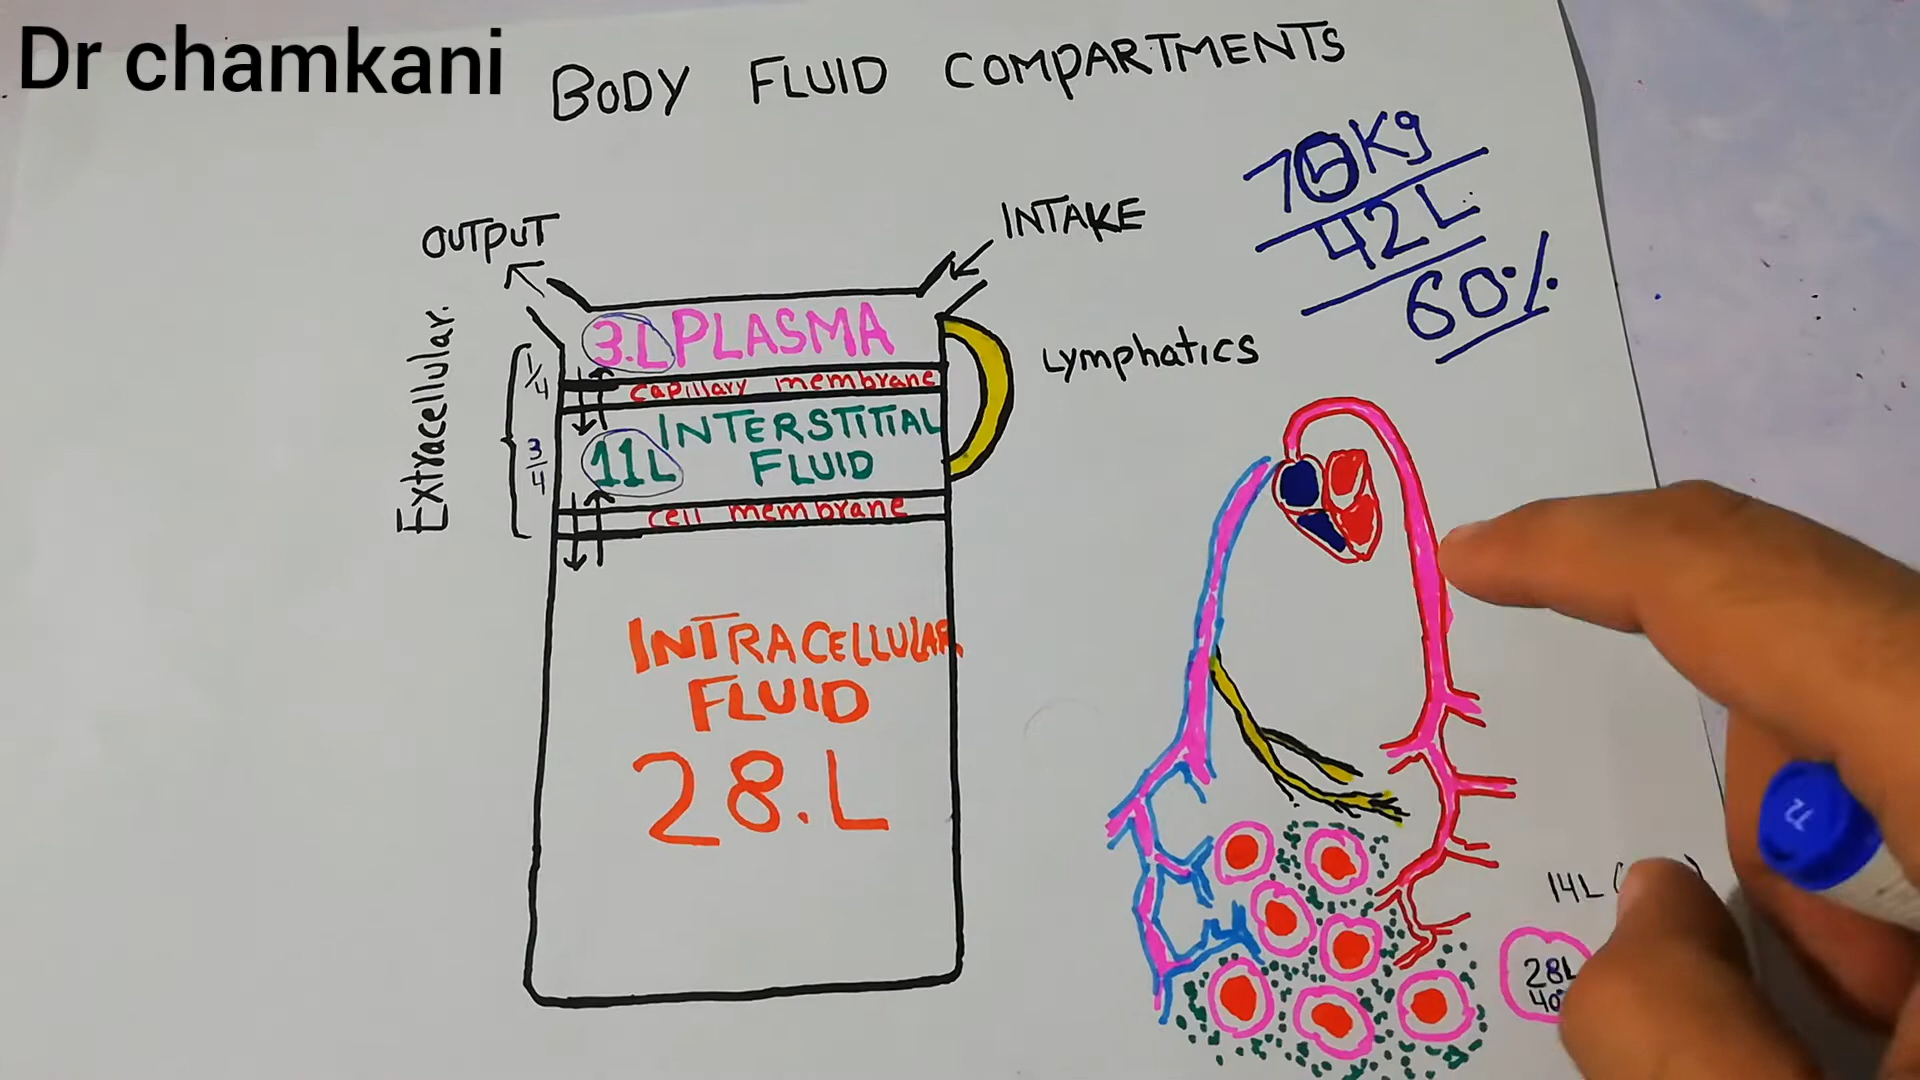 Dr chamkani
BODY FLUID COMPARTMENTS
Kg
42L
60%
OUTPUT
INTAKE
Extracellular.
1/4
3/4
3.L PLASMA
capillary membrane
11L INTERSTITIAL
FLUID
cell membrane
Lymphatics
INTRACELLULAR
FLUID
28.L
14L (
28L